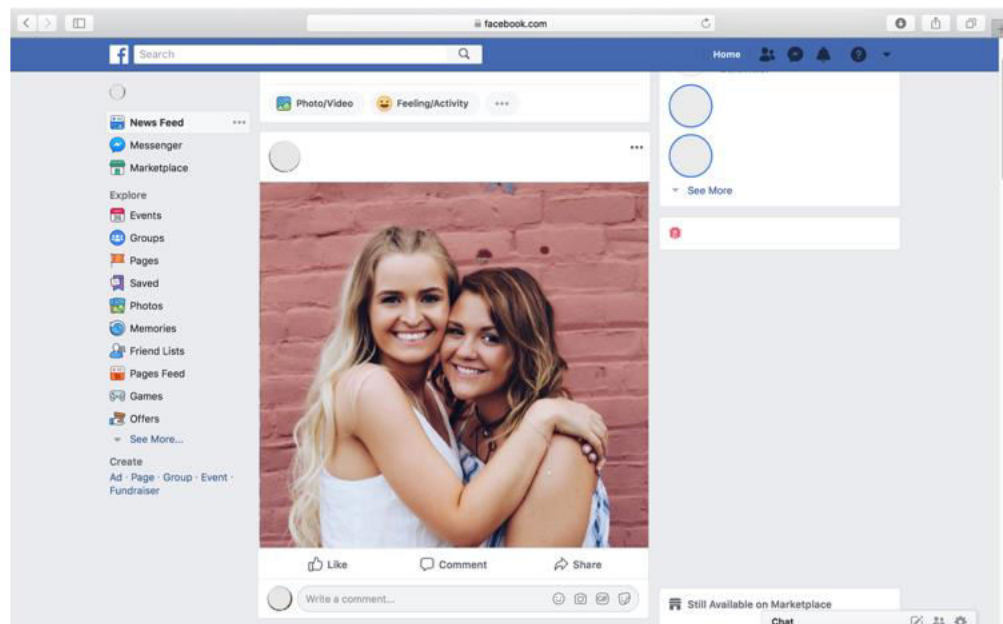 facebook.com
f Search
Home
Photo/Video
Feeling/Activity
News Feed
Messenger
Marketplace
Explore
Events
Groups
Pages
Saved
Photos
Memories
Friend Lists
Pages Feed
Games
Offers
See More...
Create
Ad · Page · Group · Event ·
Fundraiser
Like
Comment
Share
Write a comment...
GIF
See More
Still Available on Marketplace
Chat